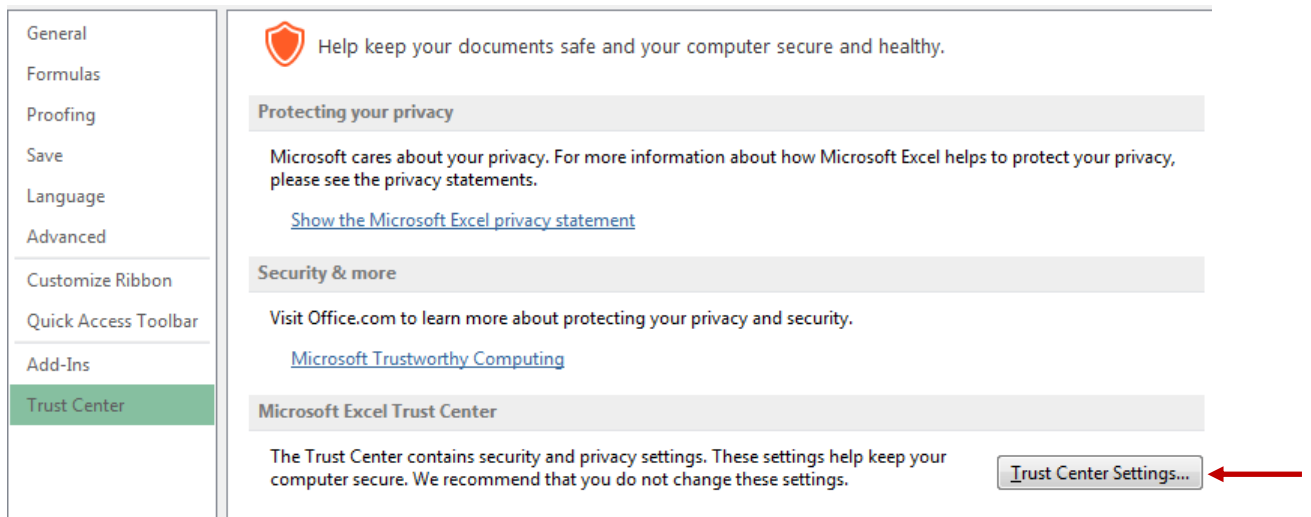 General
Formulas
Proofing
Save
Language
Advanced
Customize Ribbon
Quick Access Toolbar
Add-Ins
Trust Center
Help keep your documents safe and your computer secure and healthy.
Protecting your privacy
Microsoft cares about your privacy. For more information about how Microsoft Excel helps to protect your privacy,
please see the privacy statements.
Show the Microsoft Excel privacy statement
Security & more
Visit Office.com to learn more about protecting your privacy and security.
Microsoft Trustworthy Computing
Microsoft Excel Trust Center
The Trust Center contains security and privacy settings. These settings help keep your
computer secure. We recommend that you do not change these settings.
Trust Center Settings...